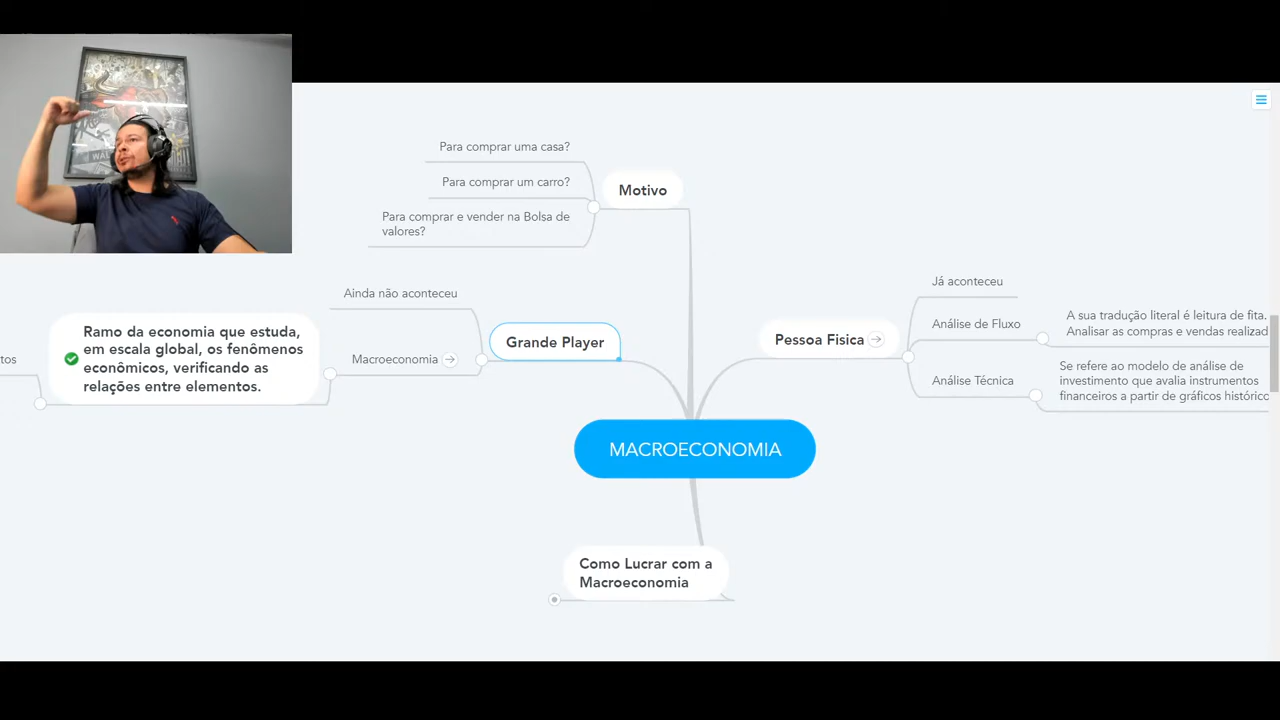 WAL
Para comprar uma casa?
Para comprar um carro?
Para comprar e vender na Bolsa de
valores?
Motivo
Ainda não aconteceu
Macroeconomia
Grande Player
Ramo da economia que estuda,
em escala global, os fenômenos
econômicos, verificando as
relações entre elementos.
tos
Pessoa Fisica
Já aconteceu
Análise de Fluxo
A sua tradução literal é leitura de fita.
Analisar as compras e vendas realizad
Análise Técnica
Se refere ao modelo de análise de
investimento que avalia instrumentos
financeiros a partir de gráficos histórico
MACROECONOMIA
Como Lucrar com a
Macroeconomia